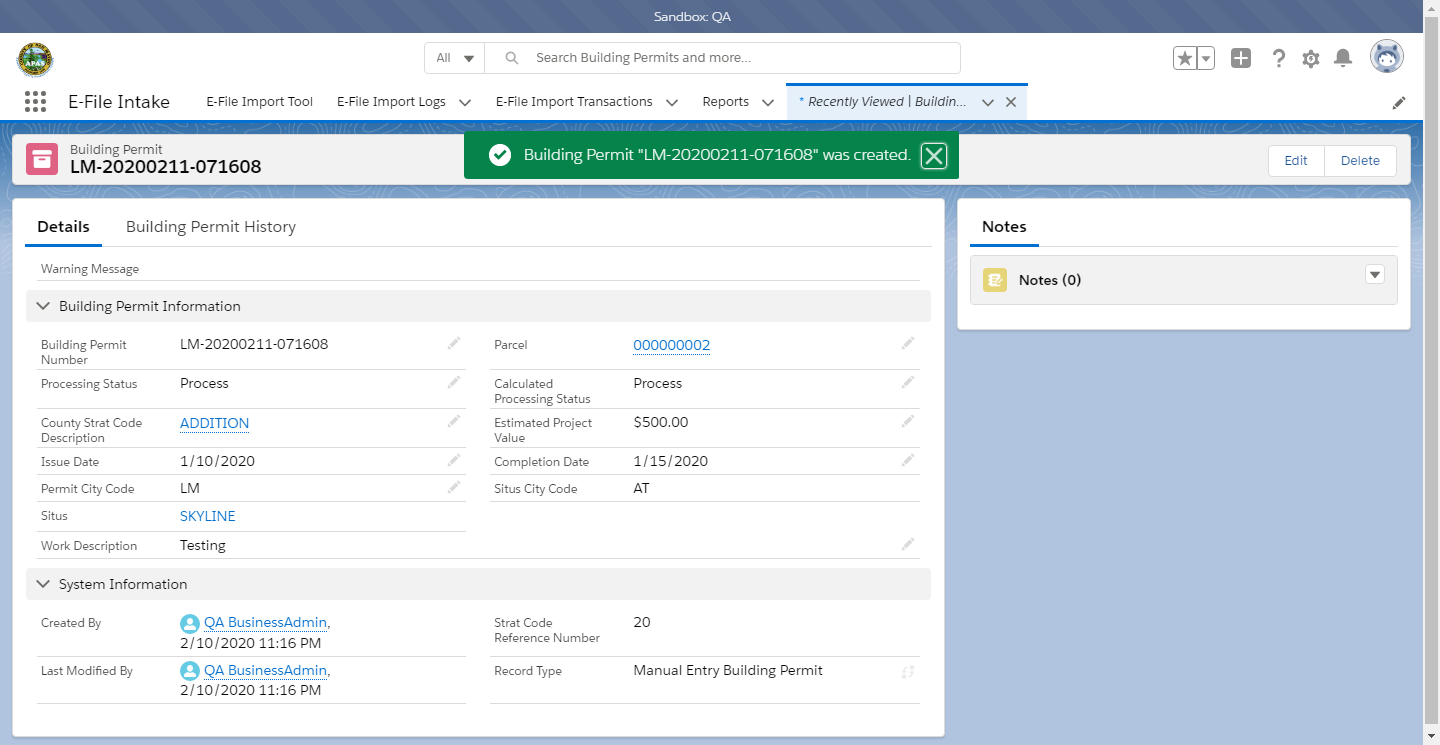 Sandbox: QA
APAS
All
Search Building Permits and more...
E-File Intake
E-File Import Tool
E-File Import Logs
E-File Import Transactions
Reports
* Recently Viewed | Buildin...
Building Permit
LM-20200211-071608
Building Permit "LM-20200211-071608" was created.
Edit
Delete
Details
Building Permit History
Warning Message
Building Permit Information
Building Permit Number
LM-20200211-071608
Parcel
000000002
Processing Status
Process
Calculated Processing Status
Process
County Strat Code Description
ADDITION
Estimated Project Value
$500.00
Issue Date
1/10/2020
Completion Date
1/15/2020
Permit City Code
LM
Situs City Code
AT
Situs
SKYLINE
Work Description
Testing
System Information
Created By
QA BusinessAdmin,
2/10/2020 11:16 PM
Strat Code Reference Number
20
Last Modified By
QA BusinessAdmin,
2/10/2020 11:16 PM
Record Type
Manual Entry Building Permit
Notes
Notes (0)